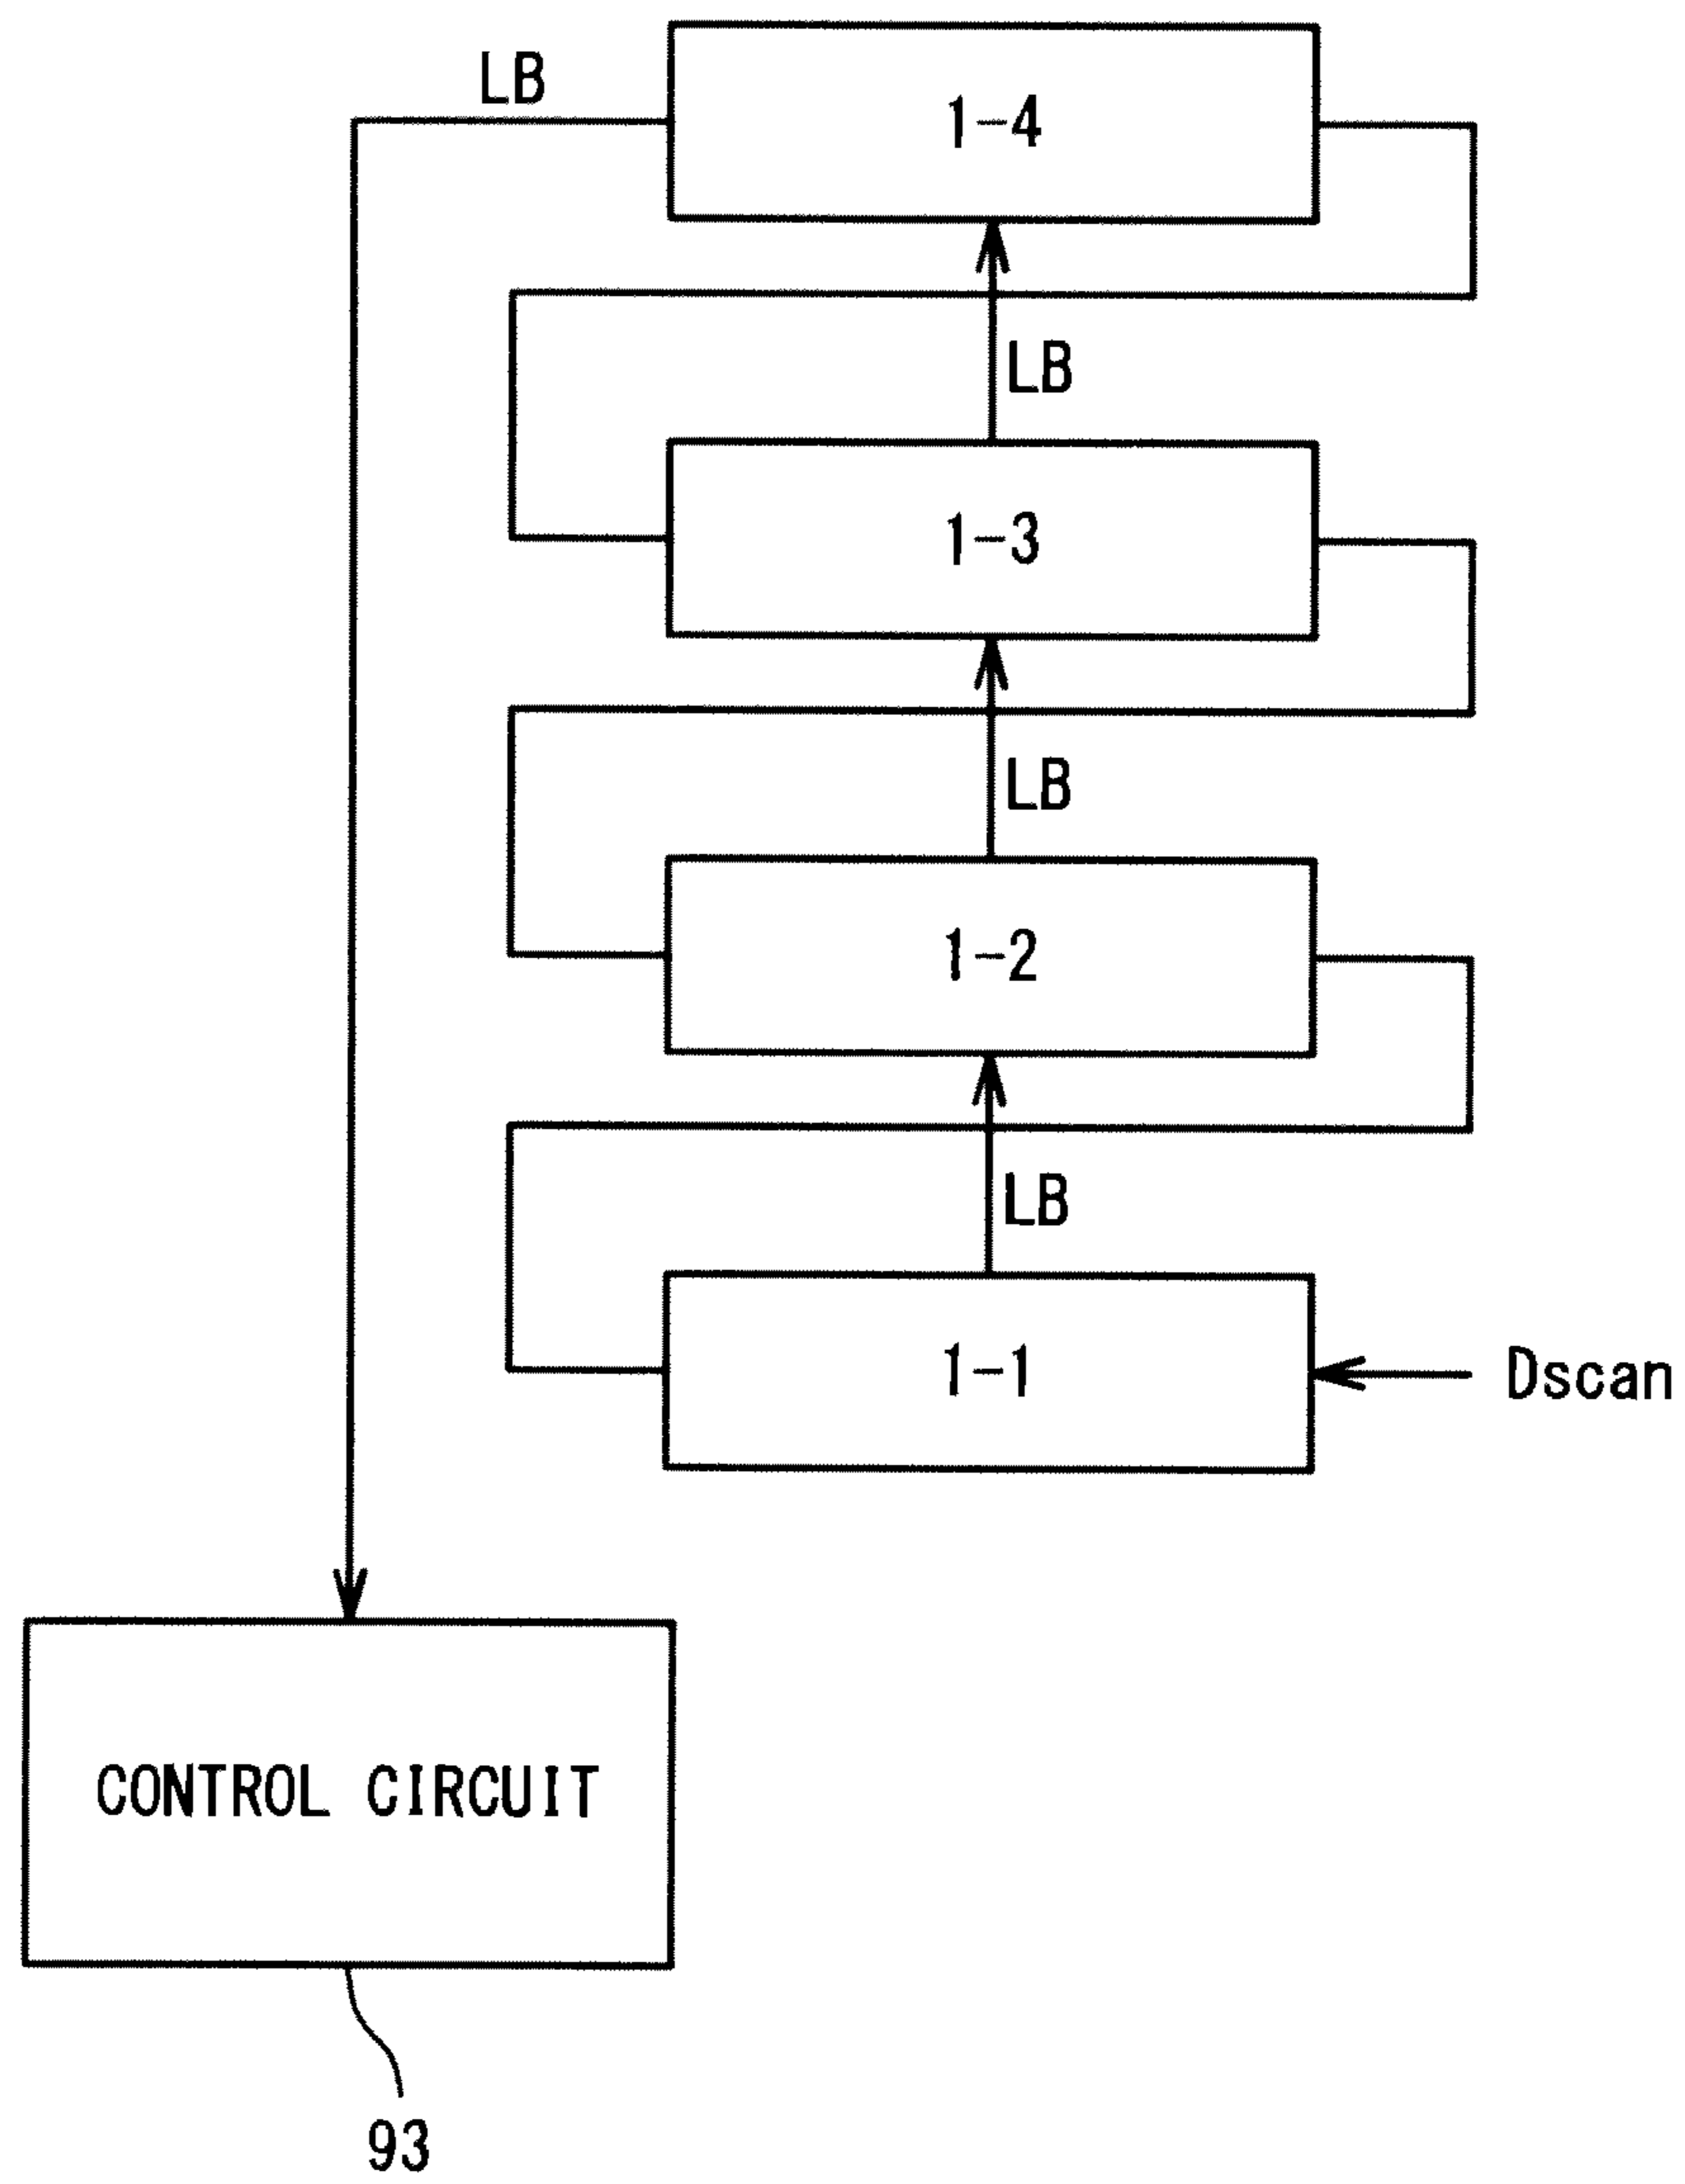 LB
1-4
LB
1-3
LB
1-2
LB
1-1
Dscan
CONTROL CIRCUIT
93